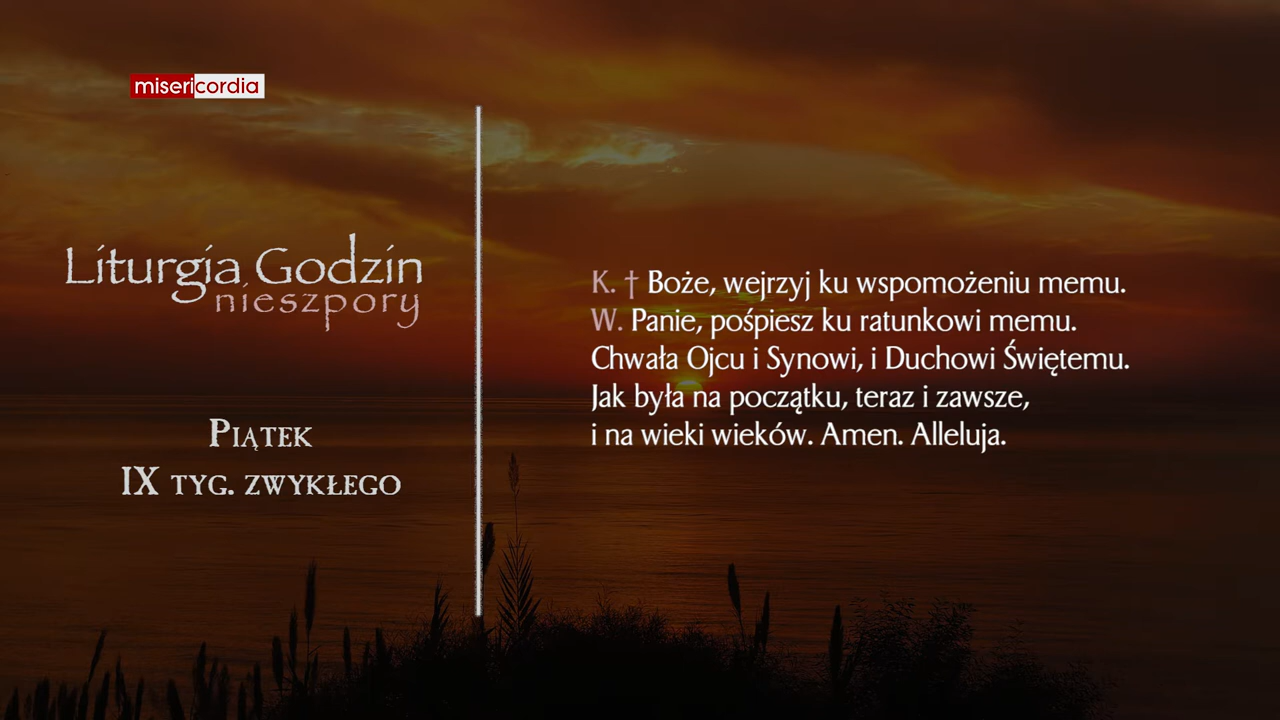 misericordia
Liturgia Godzin
nieszpory
Piątek
IX tyg. zwykłego
K. † Boże, wejrzyj ku wspomożeniu memu.
W. Panie, pośpiesz ku ratunkowi memu.
Chwała Ojcu i Synowi, i Duchowi Świętemu.
Jak była na początku, teraz i zawsze,
i na wieki wieków. Amen. Alleluja.